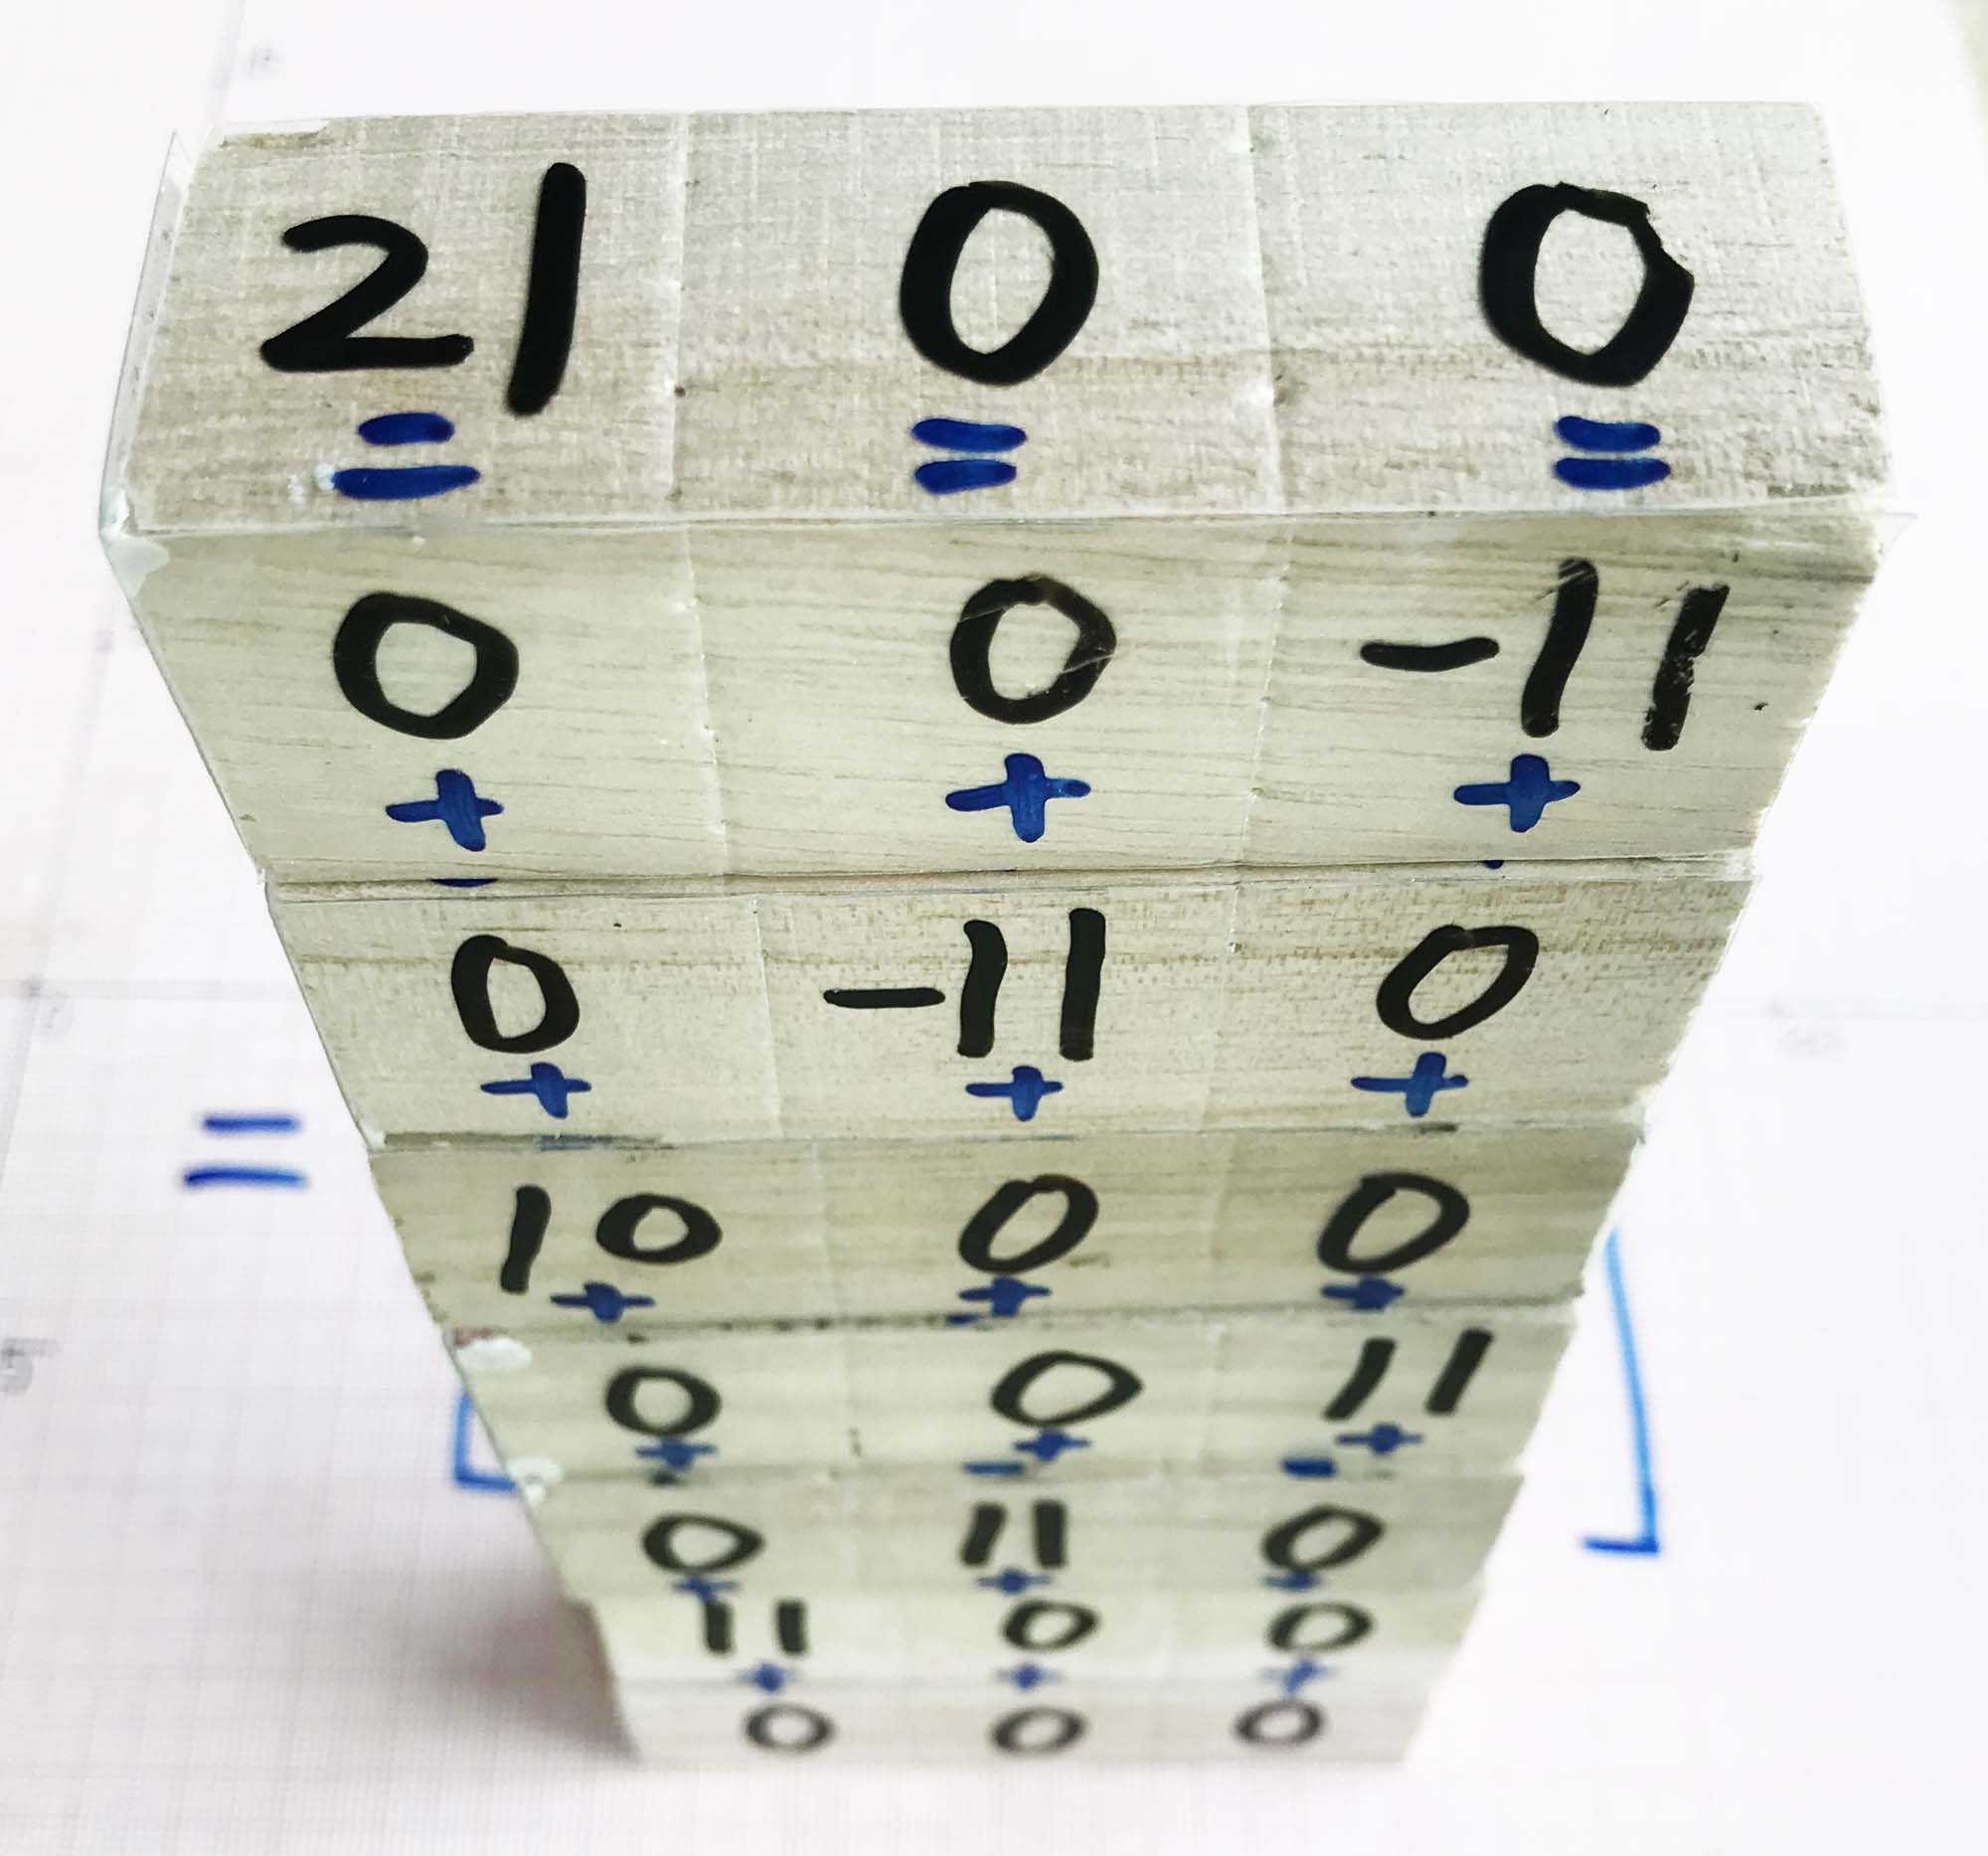 21 0 0
= = =
0 0 -11
+ + +
0 -11 0
+ + +
=
10 0 0
+ + +
0 0 11
+ + +
0 11 0
+ + +
11 0 0
+ + +
0 0 0